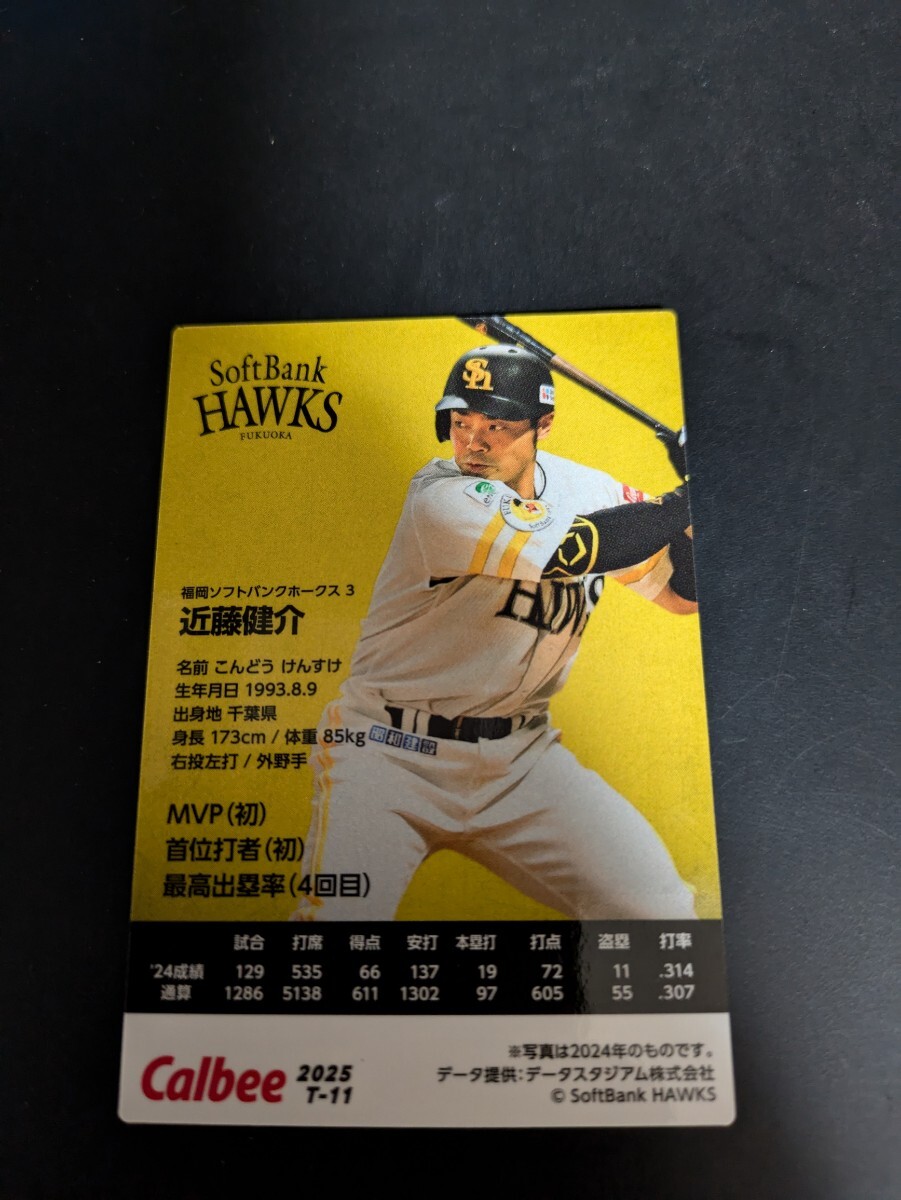 SoftBank
HAWKS
FUKUOKA
福岡ソフトバンクホークス 3
近藤健介
名前 こんどう けんすけ
生年月日 1993.8.9
出身地 千葉県
身長 173cm / 体重 85kg
右投左打 / 外野手
MVP(初)
首位打者(初)
最高出塁率(4回目)
HAWKS
昭和建設
試合 打席 得点 安打 本塁打 打点 盗塁 打率
'24成績 129 535 66 137 19 72 11 .314
通算 1286 5138 611 1302 97 605 55 .307
Calbee 2025
T-11
※写真は2024年のものです。
データ提供:データスタジアム株式会社
© SoftBank HAWKS